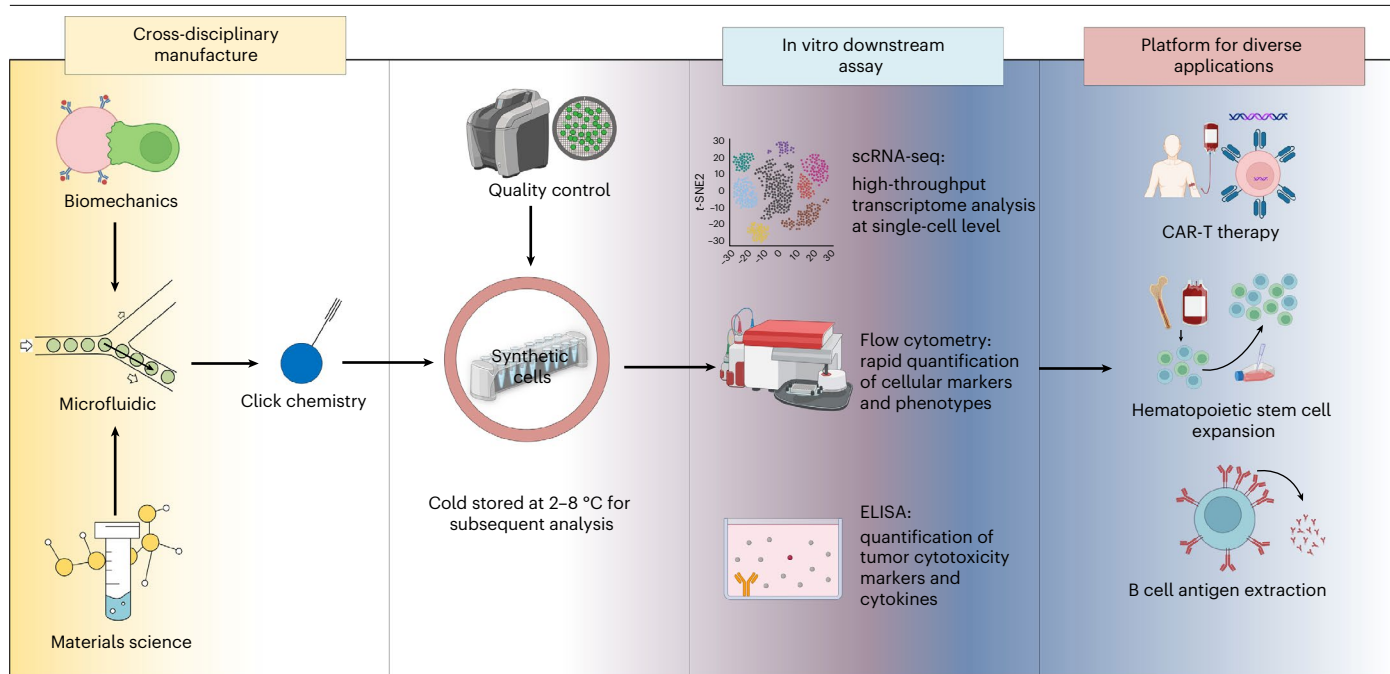 Cross-disciplinary
manufacture
Biomechanics
Microfluidic
Click chemistry
Materials science
Quality control
Synthetic
cells
Cold stored at 2–8 °C for
subsequent analysis
In vitro downstream
assay
30
20
10
0
–10
–20
–30
t-SNE2
–30
–20
–10
0
10
20
30
scRNA-seq:
high-throughput
transcriptome analysis
at single-cell level
Flow cytometry:
rapid quantification
of cellular markers
and phenotypes
ELISA:
quantification of
tumor cytotoxicity
markers and
cytokines
Platform for diverse
applications
CAR-T therapy
Hematopoietic stem cell
expansion
B cell antigen extraction